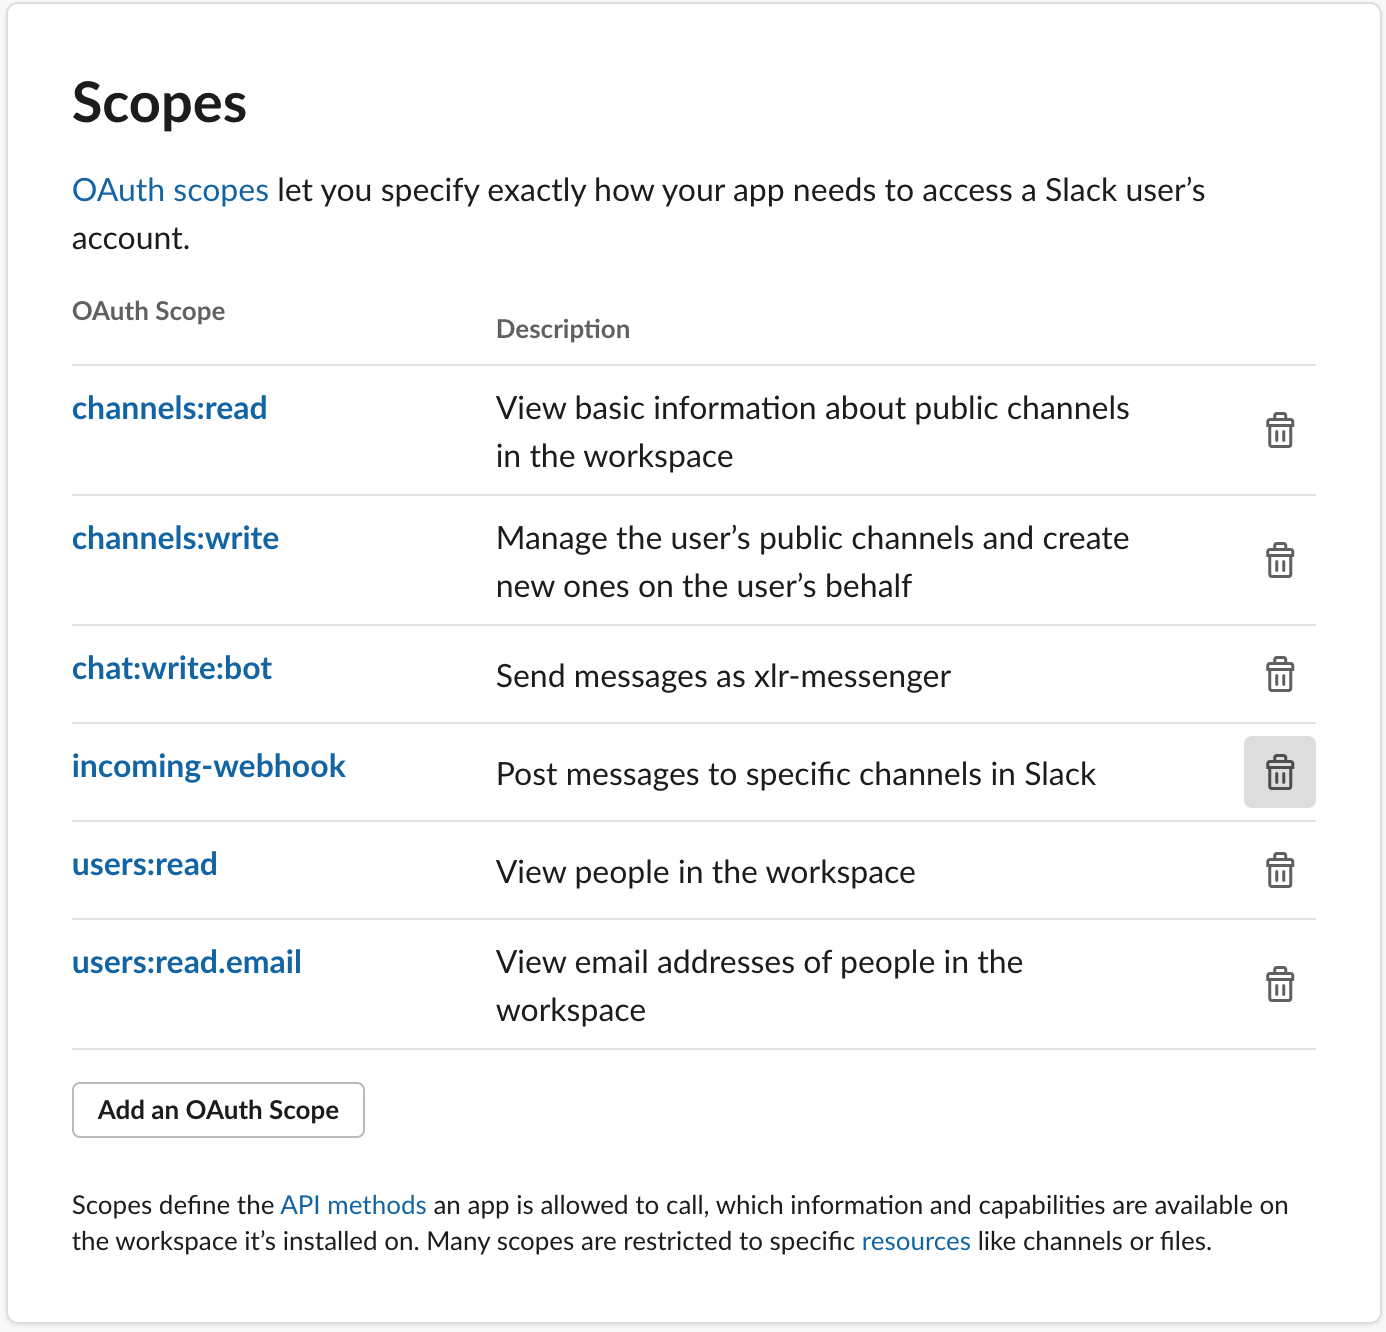 Scopes
OAuth scopes let you specify exactly how your app needs to access a Slack user’s
account.
OAuth Scope
Description
channels:read
View basic information about public channels
in the workspace
channels:write
Manage the user’s public channels and create
new ones on the user’s behalf
chat:write:bot
Send messages as xlr-messenger
incoming-webhook
Post messages to specific channels in Slack
users:read
View people in the workspace
users:read.email
View email addresses of people in the
workspace
Add an OAuth Scope
Scopes define the API methods an app is allowed to call, which information and capabilities are available on
the workspace it’s installed on. Many scopes are restricted to specific resources like channels or files.